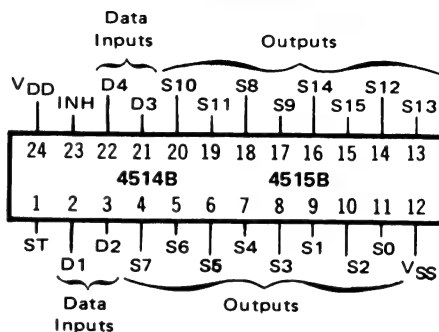 Data
Inputs
Outputs
VDD INH D4 D3 S10 S11 S8 S9 S14 S15 S12 S13
24 23 22 21 20 19 18 17 16 15 14 13
4514B 4515B
1 2 3 4 5 6 7 8 9 10 11 12
ST D1 D2 S7 S6 S5 S4 S3 S1 S2 S0 VSS
Data
Inputs
Outputs